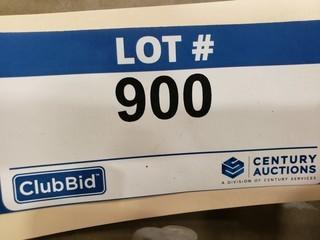 LOT #
900
ClubBid
CENTURY
AUCTIONS
A DIVISION OF CENTURY SERVICES